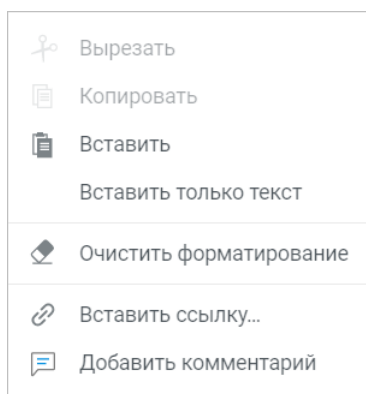 Вырезать
Копировать
Вставить
Вставить только текст
Очистить форматирование
Вставить ссылку...
Добавить комментарий